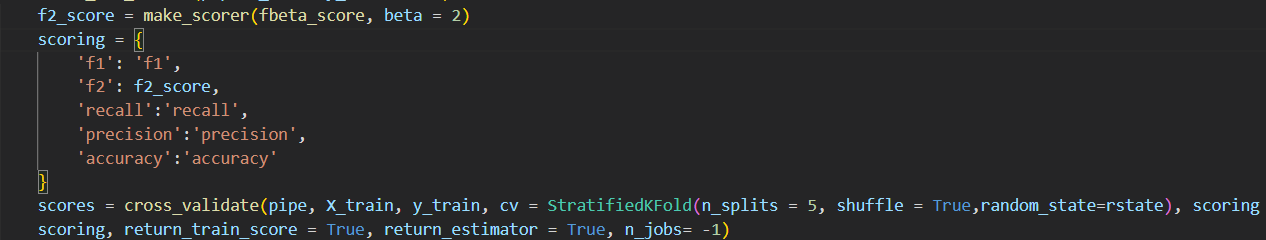 f2_score = make_scorer(fbeta_score, beta = 2)
scoring = {
    'f1': 'f1',
    'f2': f2_score,
    'recall':'recall',
    'precision':'precision',
    'accuracy':'accuracy'
}
scores = cross_validate(pipe, X_train, y_train, cv = StratifiedKFold(n_splits = 5, shuffle = True,random_state=rstate), scoring
scoring, return_train_score = True, return_estimator = True, n_jobs= -1)